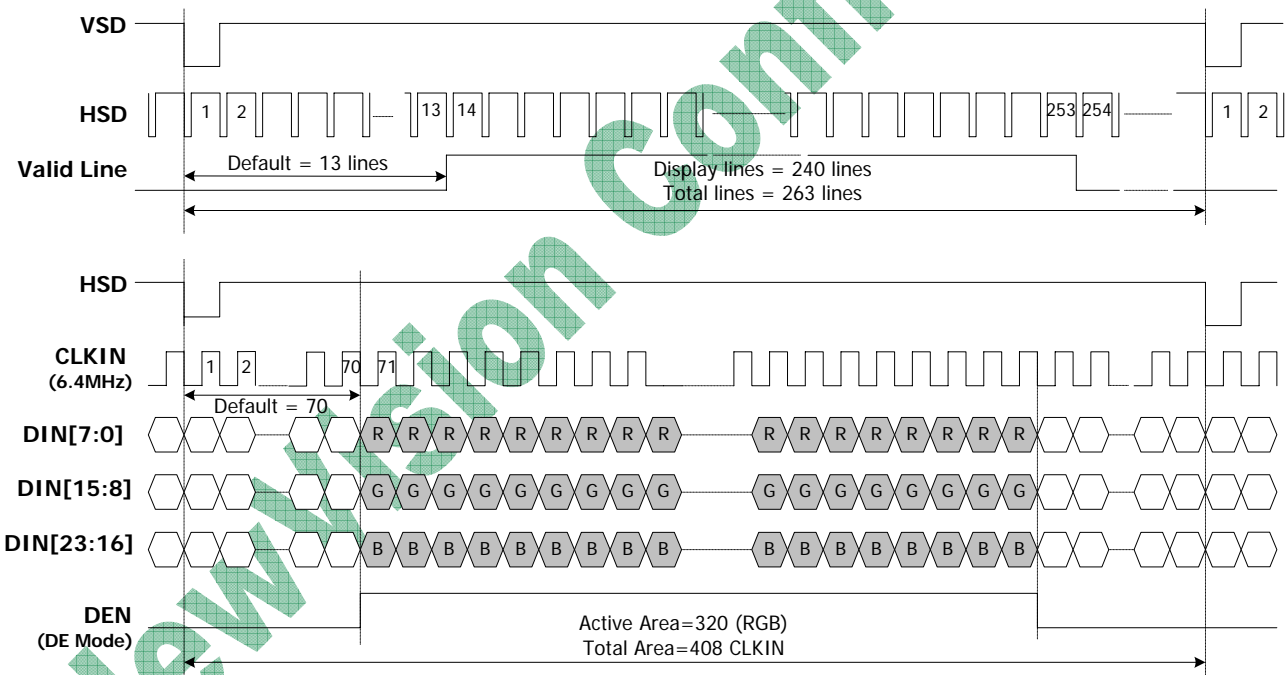 VSD
HSD 1 2 13 14 253 254 1 2
Valid Line Default = 13 lines Display lines = 240 lines
Total lines = 263 lines
HSD
CLKIN 1 2 70 71
(6.4MHz)
Default = 70
DIN[7:0] R R R R R R R R R R R R R R R R R
DIN[15:8] G G G G G G G G G G G G G G G G G
DIN[23:16] B B B B B B B B B B B B B B B B B
DEN
(DE Mode)
Active Area=320 (RGB)
Total Area=408 CLKIN